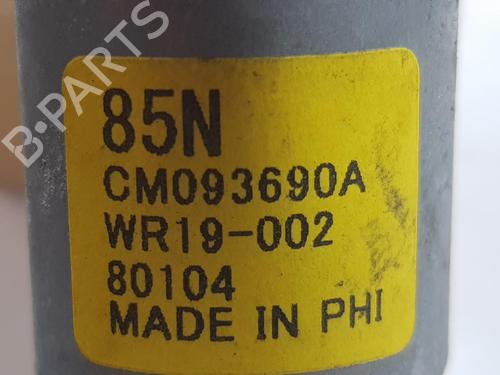 B-PARTS
85N
CM093690A
WR19-002
80104
MADE IN PHI